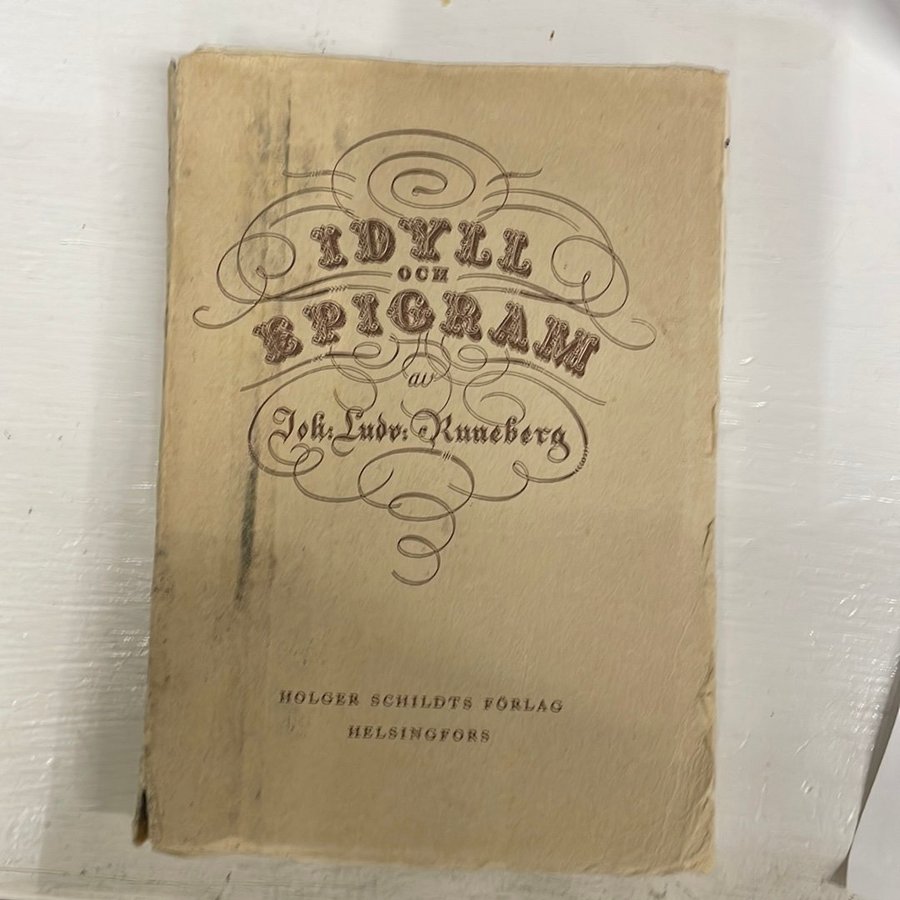 IDYLL
OCH
EPIGRAM
av
Joh: Ludv: Runeberg
HOLGER SCHILDTS FÖRLAG
HELSINGFORS